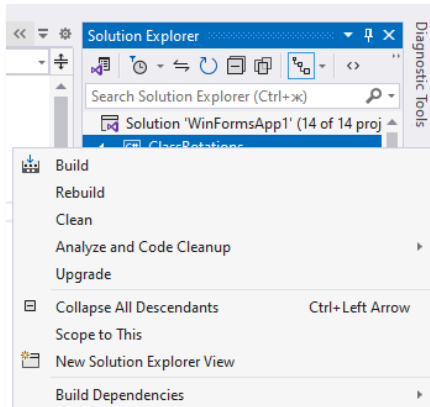 Solution Explorer
Search Solution Explorer (Ctrl+ж)
Solution 'WinFormsApp1' (14 of 14 proj
C# ClassRotations
Build
Rebuild
Clean
Analyze and Code Cleanup
Upgrade
Collapse All Descendants Ctrl+Left Arrow
Scope to This
New Solution Explorer View
Build Dependencies
Diagnostic Tools